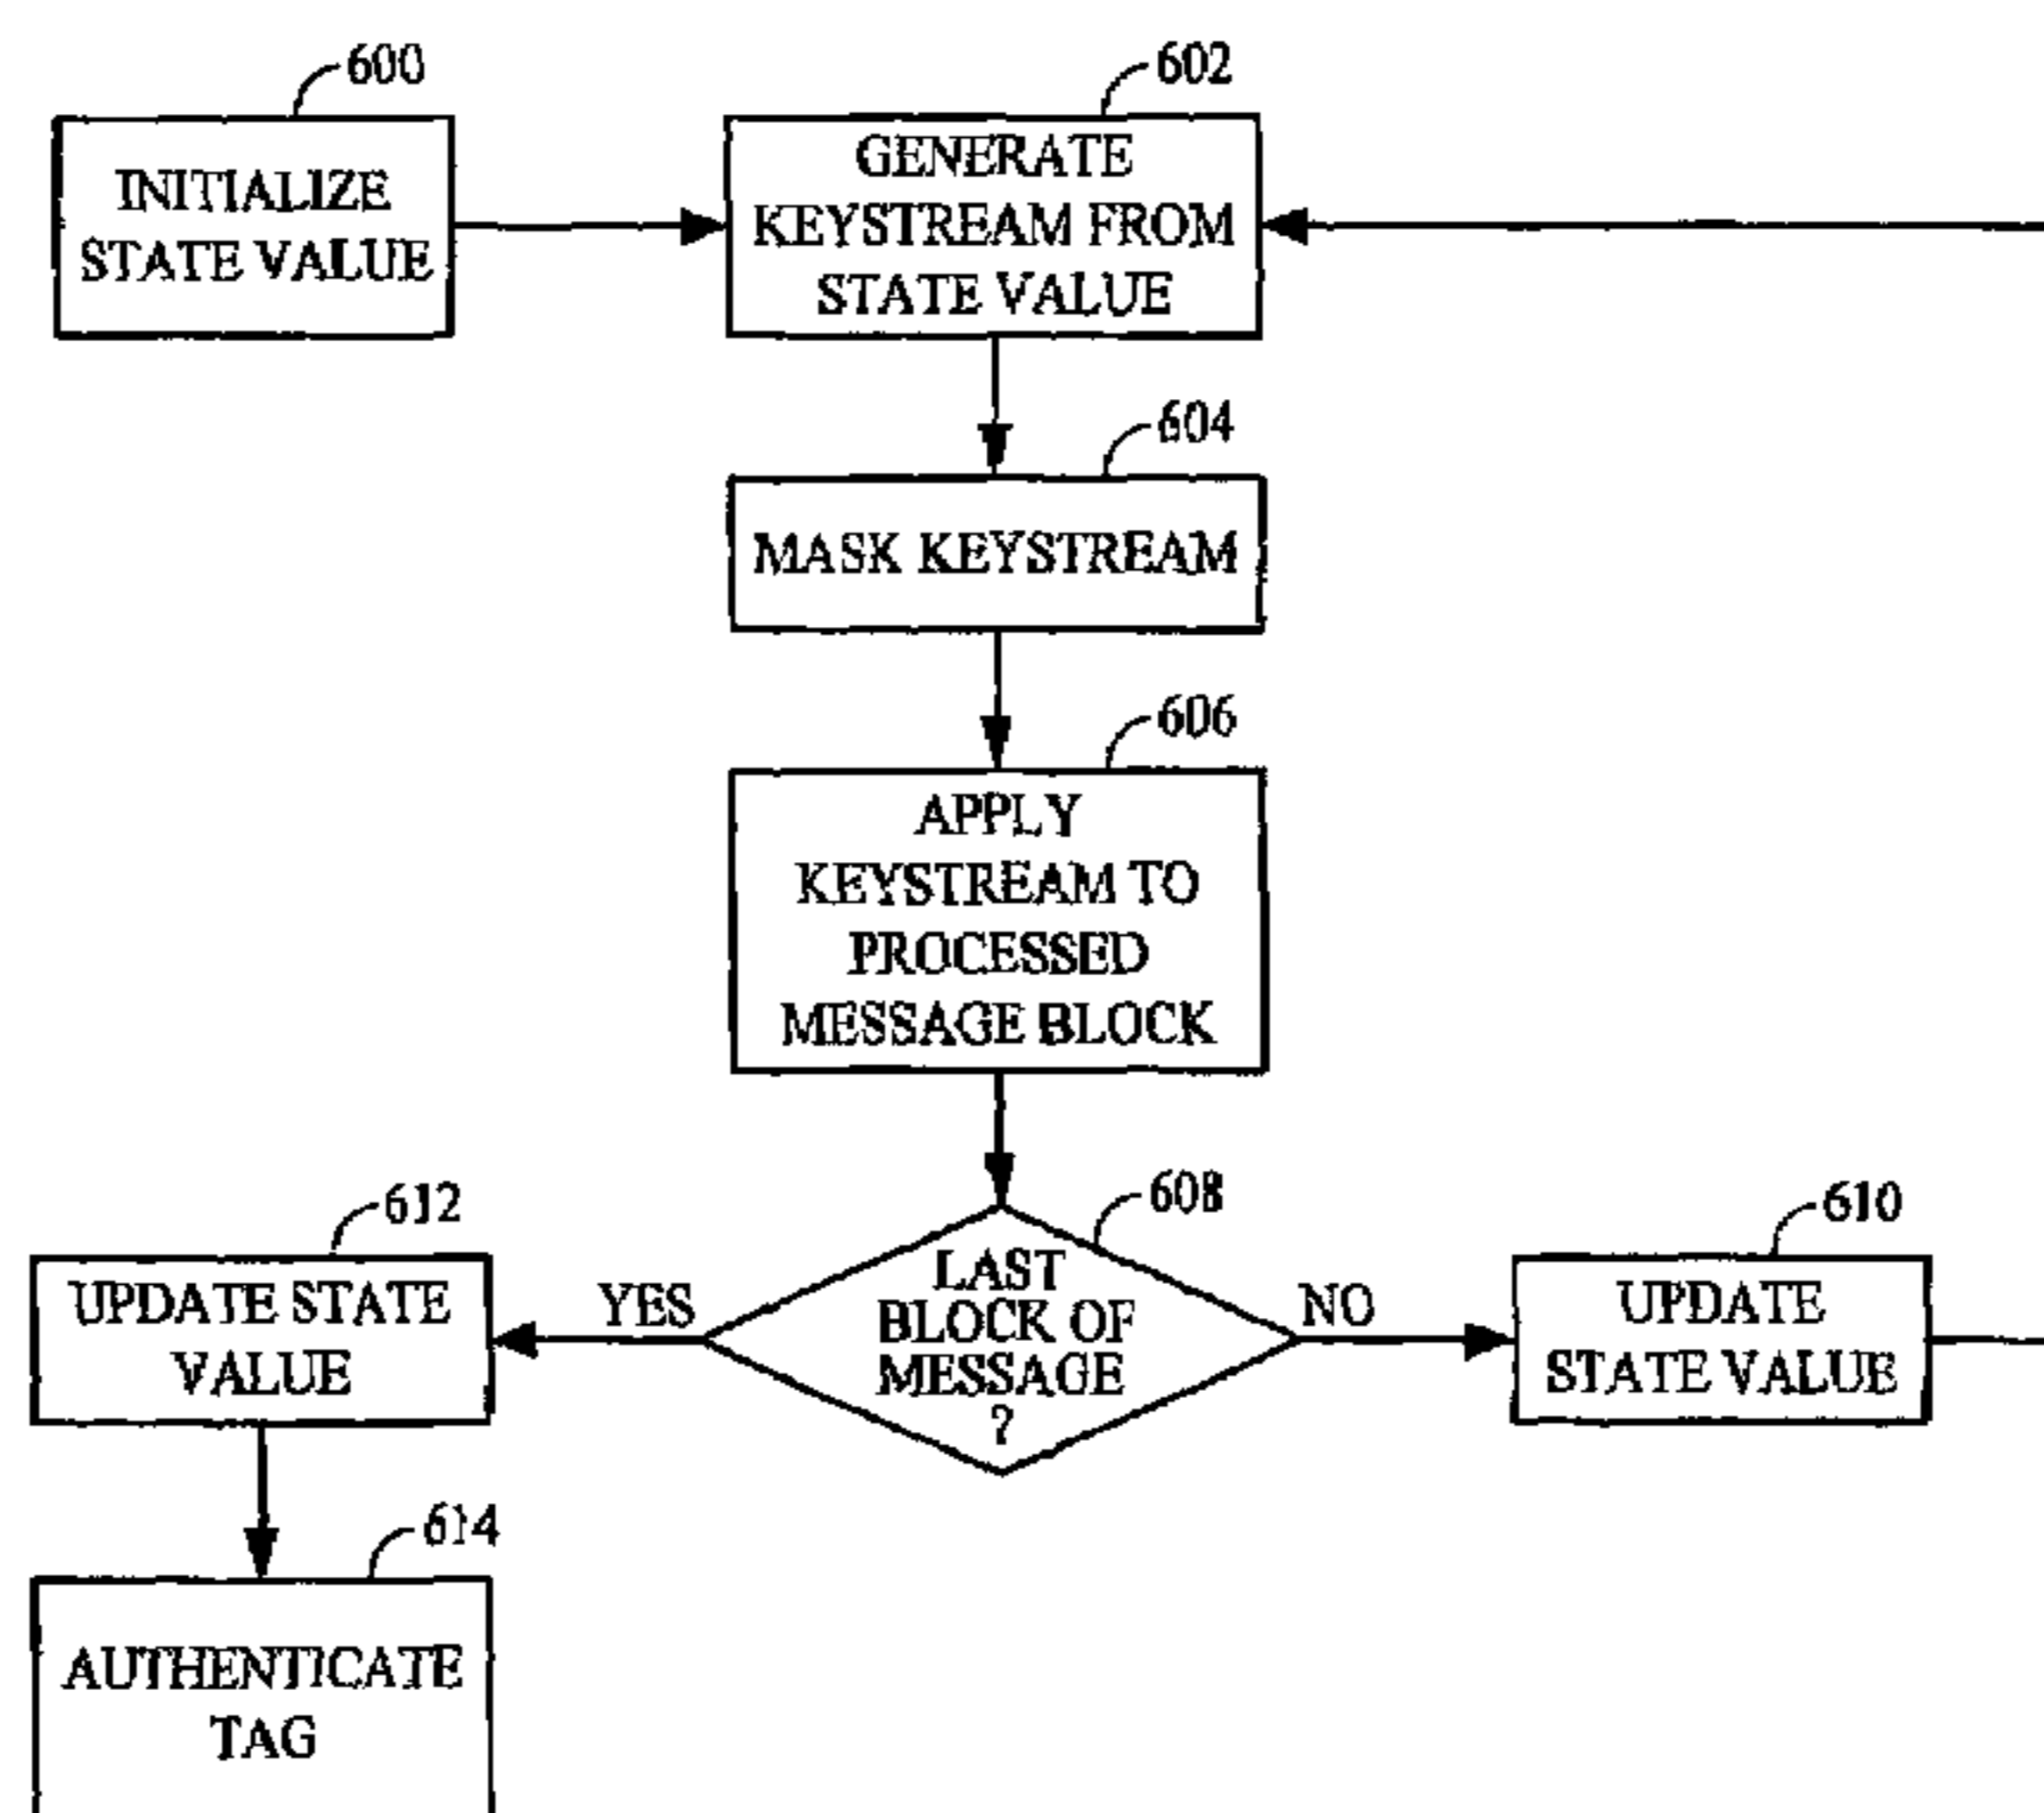 600
INITIALIZE
STATE VALUE
602
GENERATE
KEYSTREAM FROM
STATE VALUE
604
MASK KEYSTREAM
606
APPLY
KEYSTREAM TO
PROCESSED
MESSAGE BLOCK
608
LAST
BLOCK OF
MESSAGE
?
YES
NO
610
UPDATE
STATE VALUE
612
UPDATE STATE
VALUE
614
AUTHENTICATE
TAG